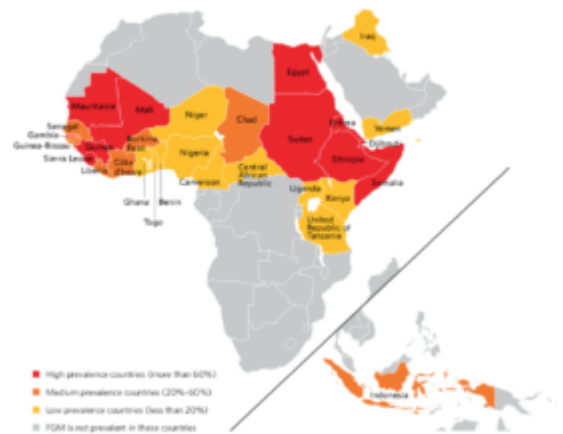 Iraq
Egypt
Mauritania
Mali
Niger
Chad
Sudan
Eritrea
Yemen
Djibouti
Senegal
Gambia
Guinea-Bissau
Guinea
Sierra Leone
Liberia
Côte
d'Ivoire
Burkina
Faso
Nigeria
Ethiopia
Somalia
Central
African
Republic
Cameroon
Uganda
Kenya
Ghana
Benin
Togo
United
Republic of
Tanzania
Indonesia
High prevalence countries (more than 60%)
Medium prevalence countries (20%-60%)
Low prevalence countries (less than 20%)
FGM is not prevalent in these countries